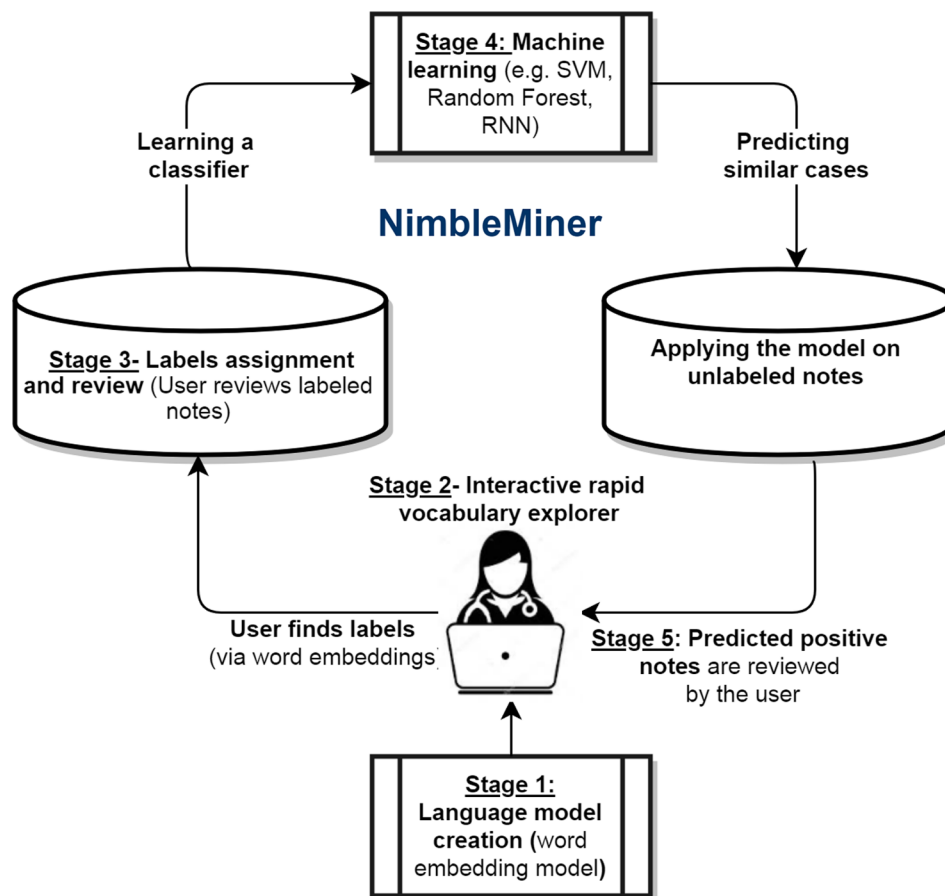 Stage 4: Machine
learning (e.g. SVM,
Random Forest,
RNN)
Learning a
classifier
Predicting
similar cases
NimbleMiner
Stage 3- Labels assignment
and review (User reviews labeled
notes)
Applying the model on
unlabeled notes
Stage 2- Interactive rapid
vocabulary explorer
User finds labels
(via word embeddings)
Stage 5: Predicted positive
notes are reviewed
by the user
Stage 1:
Language model
creation (word
embedding model)